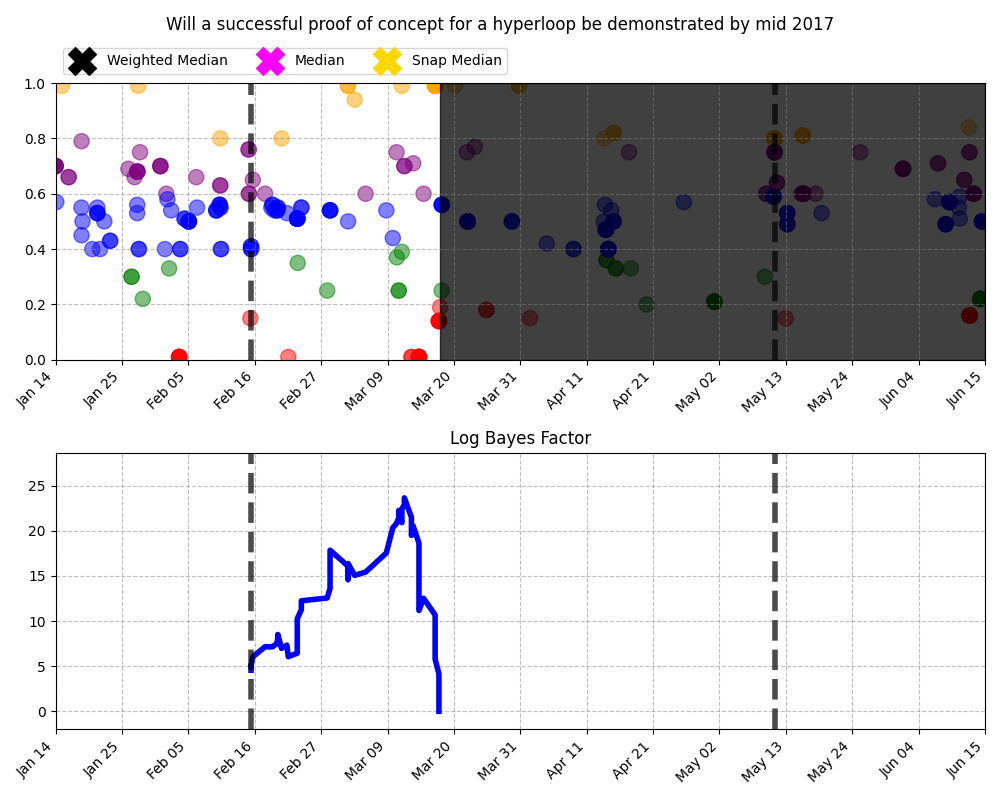 Will a successful proof of concept for a hyperloop be demonstrated by mid 2017
Weighted Median Median Snap Median
1.0
0.8
0.6
0.4
0.2
0.0
Jan 14 Jan 25 Feb 05 Feb 16 Feb 27 Mar 09 Mar 20 Mar 31 Apr 11 Apr 21 May 02 May 13 May 24 Jun 04 Jun 15
Log Bayes Factor
25
20
15
10
5
0
Jan 14 Jan 25 Feb 05 Feb 16 Feb 27 Mar 09 Mar 20 Mar 31 Apr 11 Apr 21 May 02 May 13 May 24 Jun 04 Jun 15